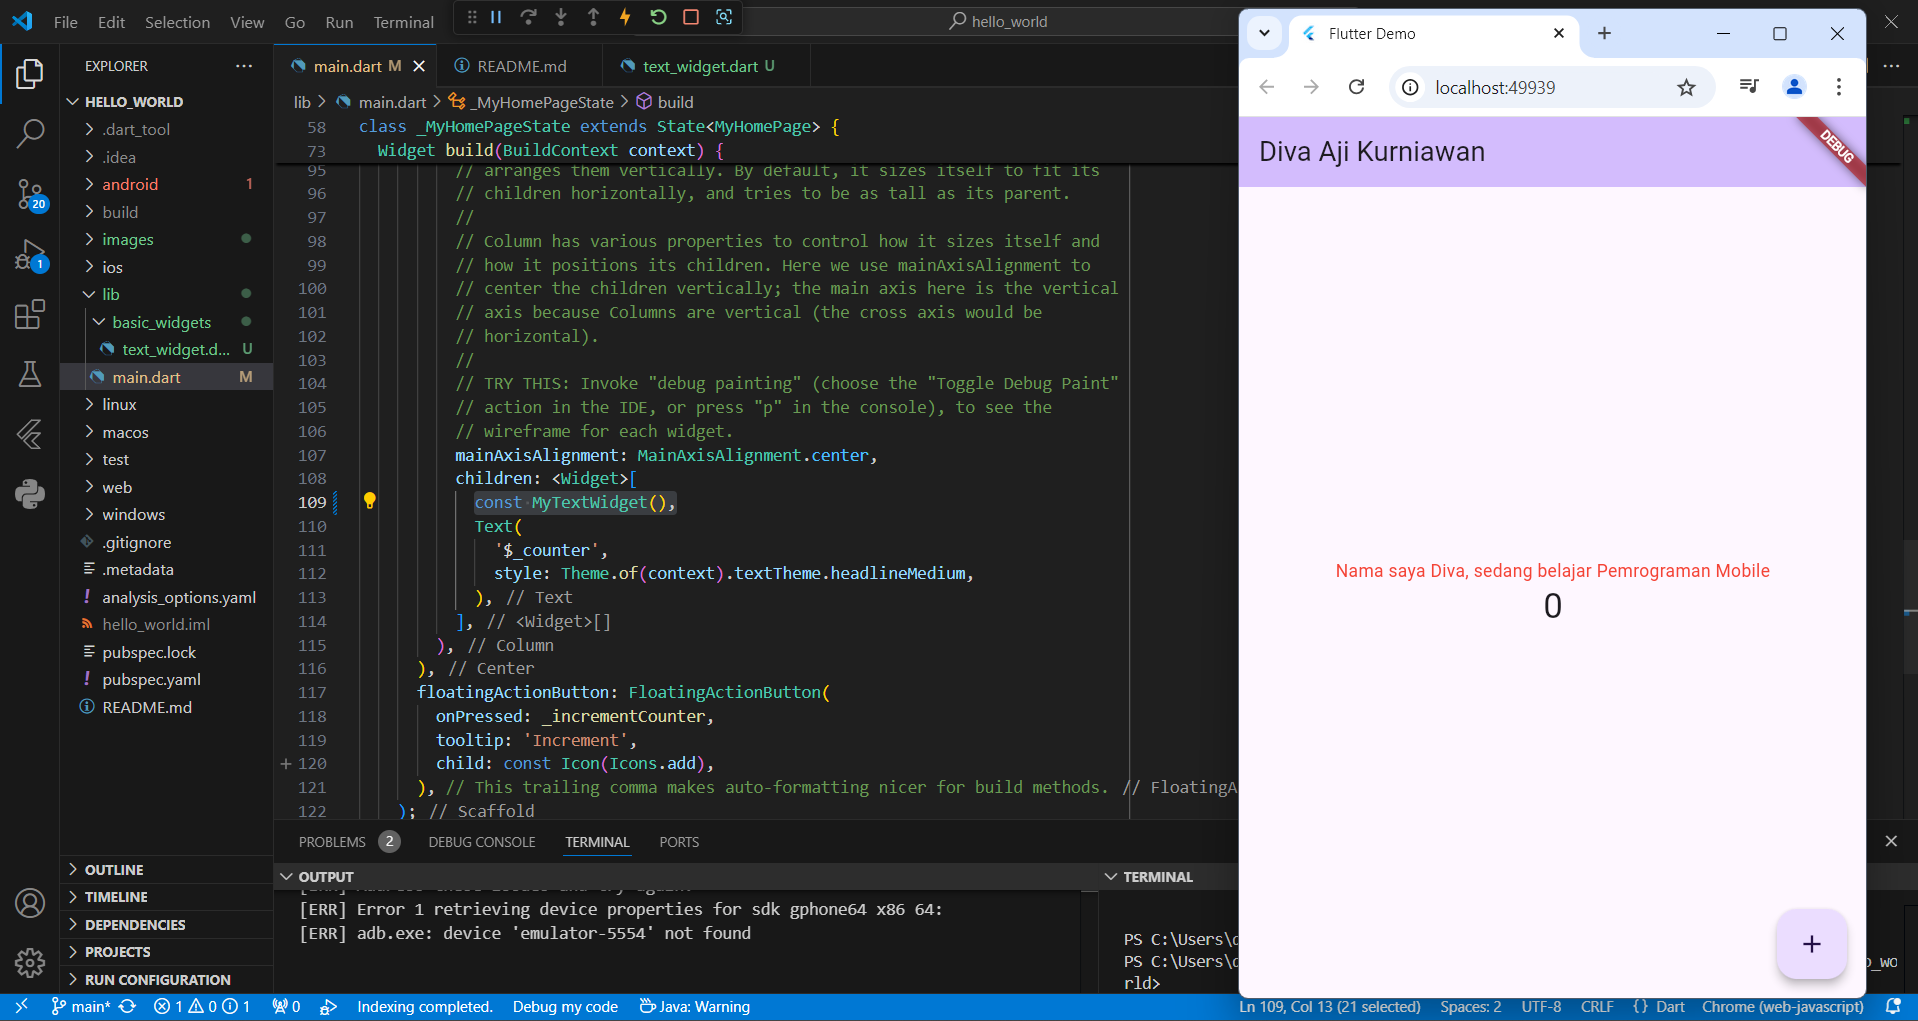 File Edit Selection View Go Run Terminal
hello_world
EXPLORER
HELLO_WORLD
.dart_tool
.idea
android 1
build
images
ios
lib
basic_widgets
text_widget.d... U
main.dart M
linux
macos
test
web
windows
.gitignore
.metadata
analysis_options.yaml
hello_world.iml
pubspec.lock
pubspec.yaml
README.md
OUTLINE
TIMELINE
DEPENDENCIES
PROJECTS
RUN CONFIGURATION
20
1
main.dart M
README.md
text_widget.dart U
lib > main.dart > _MyHomePageState > build
58 class _MyHomePageState extends State<MyHomePage> {
73 Widget build(BuildContext context) {
95 // arranges them vertically. By default, it sizes itself to fit its
96 // children horizontally, and tries to be as tall as its parent.
97 //
98 // Column has various properties to control how it sizes itself and
99 // how it positions its children. Here we use mainAxisAlignment to
100 // center the children vertically; the main axis here is the vertical
101 // axis because Columns are vertical (the cross axis would be
102 // horizontal).
103 //
104 // TRY THIS: Invoke "debug painting" (choose the "Toggle Debug Paint"
105 // action in the IDE, or press "p" in the console), to see the
106 // wireframe for each widget.
107 mainAxisAlignment: MainAxisAlignment.center,
108 children: <Widget>[
109 const MyTextWidget(),
110 Text(
111 '$_counter',
112 style: Theme.of(context).textTheme.headlineMedium,
113 ), // Text
114 ], // <Widget>[]
115 ), // Column
116 ), // Center
117 floatingActionButton: FloatingActionButton(
118 onPressed: _incrementCounter,
119 tooltip: 'Increment',
120 child: const Icon(Icons.add),
121 ), // This trailing comma makes auto-formatting nicer for build methods. // FloatingA
122 ); // Scaffold
PROBLEMS 2 DEBUG CONSOLE TERMINAL PORTS
OUTPUT
[ERR] Error 1 retrieving device properties for sdk gphone64 x86 64:
[ERR] adb.exe: device 'emulator-5554' not found
TERMINAL
PS C:\Users\d
PS C:\Users\d
o_wo
rld>
Flutter Demo
localhost:49939
Diva Aji Kurniawan
DEBUG
Nama saya Diva, sedang belajar Pemrograman Mobile
0
+
main* 1 0 1 0 Indexing completed. Debug my code Java: Warning Ln 109, Col 13 (21 selected) Spaces: 2 UTF-8 CRLF {} Dart Chrome (web-javascript)